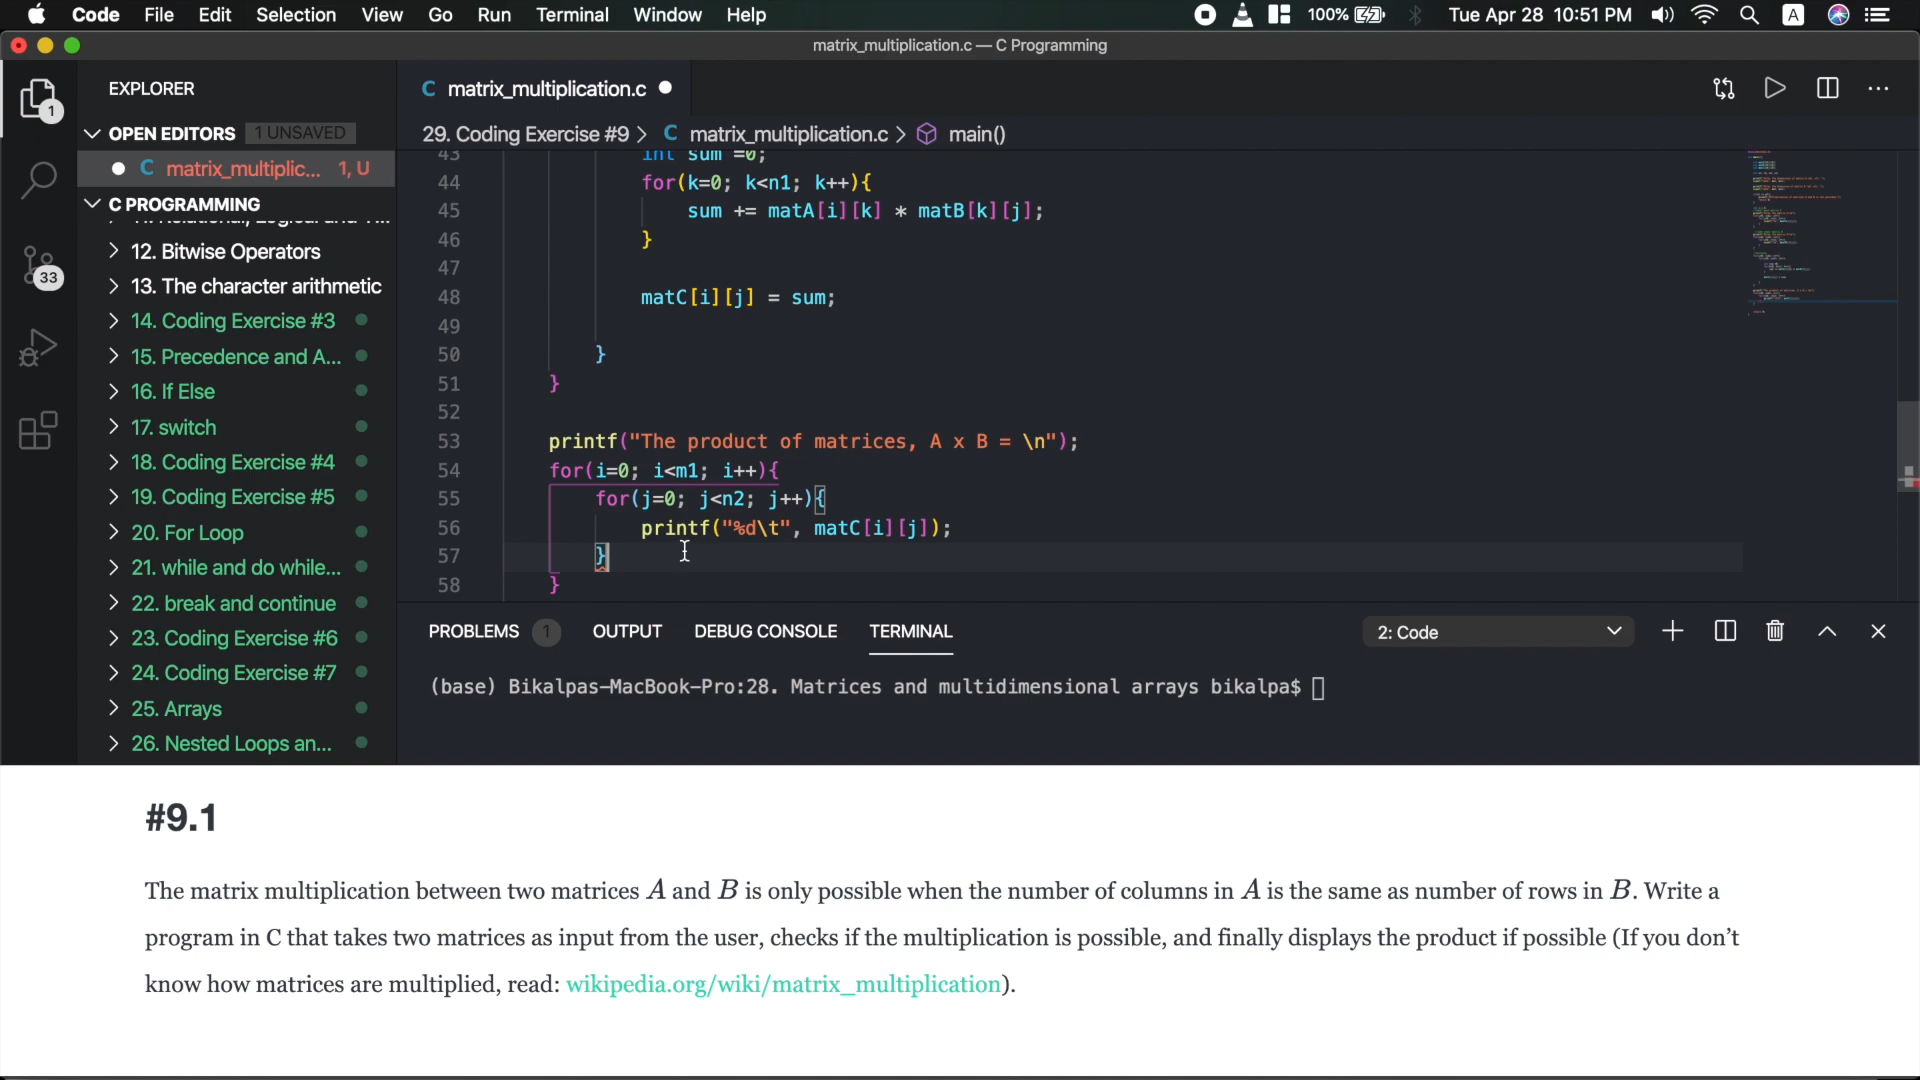 Code File Edit Selection View Go Run Terminal Window Help 100% Tue Apr 28 10:51 PM A
matrix_multiplication.c — C Programming
EXPLORER
1
OPEN EDITORS 1 UNSAVED
C matrix_multiplic... 1, U
C PROGRAMMING
12. Bitwise Operators
13. The character arithmetic
33
14. Coding Exercise #3
15. Precedence and A...
16. If Else
17. switch
18. Coding Exercise #4
19. Coding Exercise #5
20. For Loop
21. while and do while...
22. break and continue
23. Coding Exercise #6
24. Coding Exercise #7
25. Arrays
26. Nested Loops an...
C matrix_multiplication.c
29. Coding Exercise #9 > C matrix_multiplication.c > main()
43 int sum =0;
44 for(k=0; k<n1; k++){
45 sum += matA[i][k] * matB[k][j];
46 }
47
48 matC[i][j] = sum;
49
50 }
51 }
52
53 printf("The product of matrices, A x B = \n");
54 for(i=0; i<m1; i++){
55 for(j=0; j<n2; j++){
56 printf("%d\t", matC[i][j]);
57 }
58 }
PROBLEMS 1 OUTPUT DEBUG CONSOLE TERMINAL 2: Code
(base) Bikalpas-MacBook-Pro:28. Matrices and multidimensional arrays bikalpa$
#9.1
The matrix multiplication between two matrices A and B is only possible when the number of columns in A is the same as number of rows in B. Write a
program in C that takes two matrices as input from the user, checks if the multiplication is possible, and finally displays the product if possible (If you don’t
know how matrices are multiplied, read: wikipedia.org/wiki/matrix_multiplication).